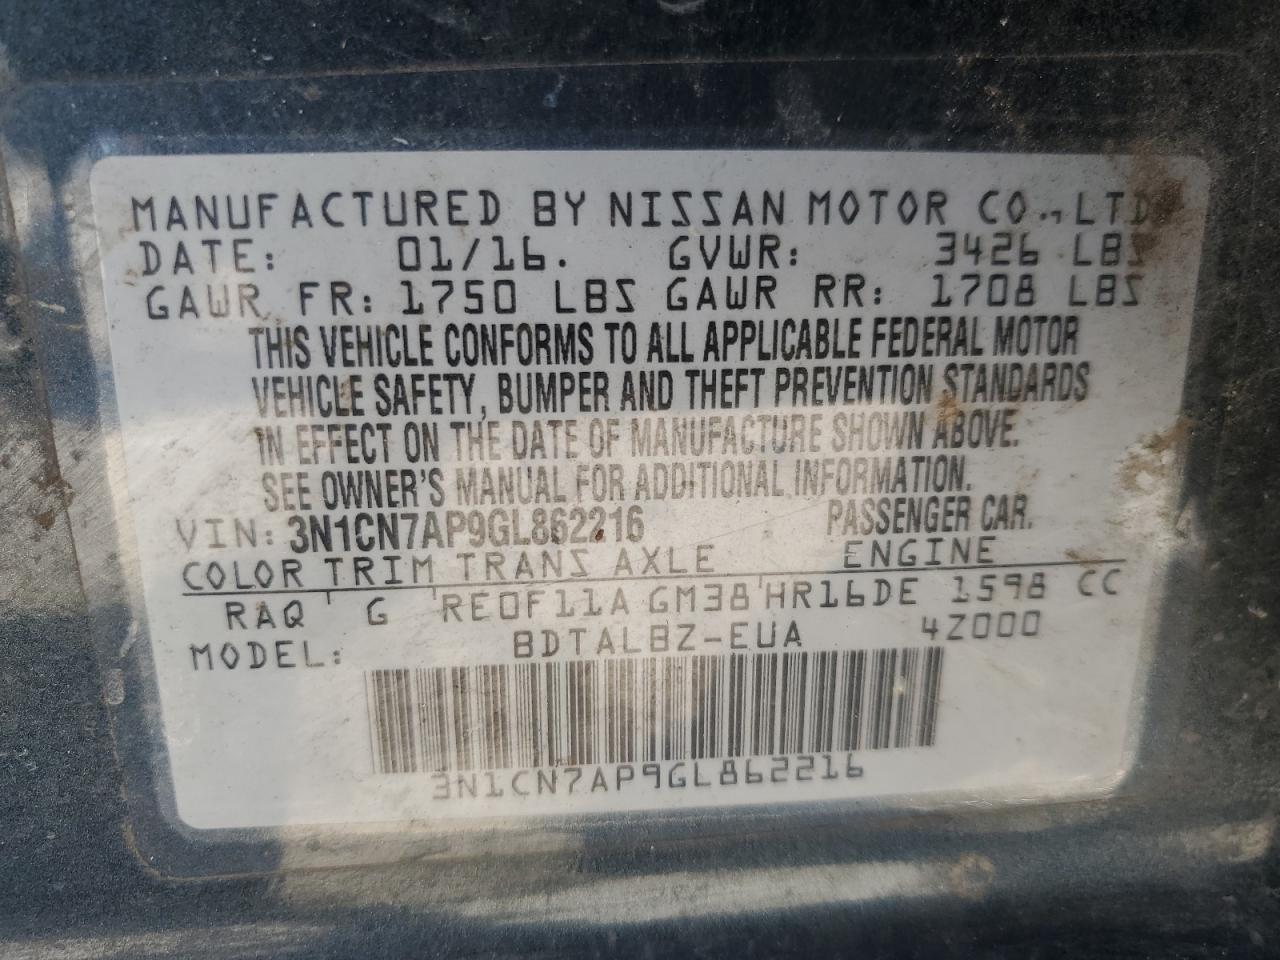 MANUFACTURED BY NISSAN MOTOR CO., LTD
DATE: 01/16. GVWR: 3426 LBS
GAWR FR: 1750 LBS GAWR RR: 1708 LBS
THIS VEHICLE CONFORMS TO ALL APPLICABLE FEDERAL MOTOR
VEHICLE SAFETY, BUMPER AND THEFT PREVENTION STANDARDS
IN EFFECT ON THE DATE OF MANUFACTURE SHOWN ABOVE.
SEE OWNER'S MANUAL FOR ADDITIONAL INFORMATION.
VIN: 3N1CN7AP9GL862216 PASSENGER CAR.
COLOR TRIM TRANS AXLE ENGINE
RAQ G RE0F11A GM38 HR16DE 1598 CC
MODEL: BDTALBZ-EUA 4Z000
3N1CN7AP9GL862216